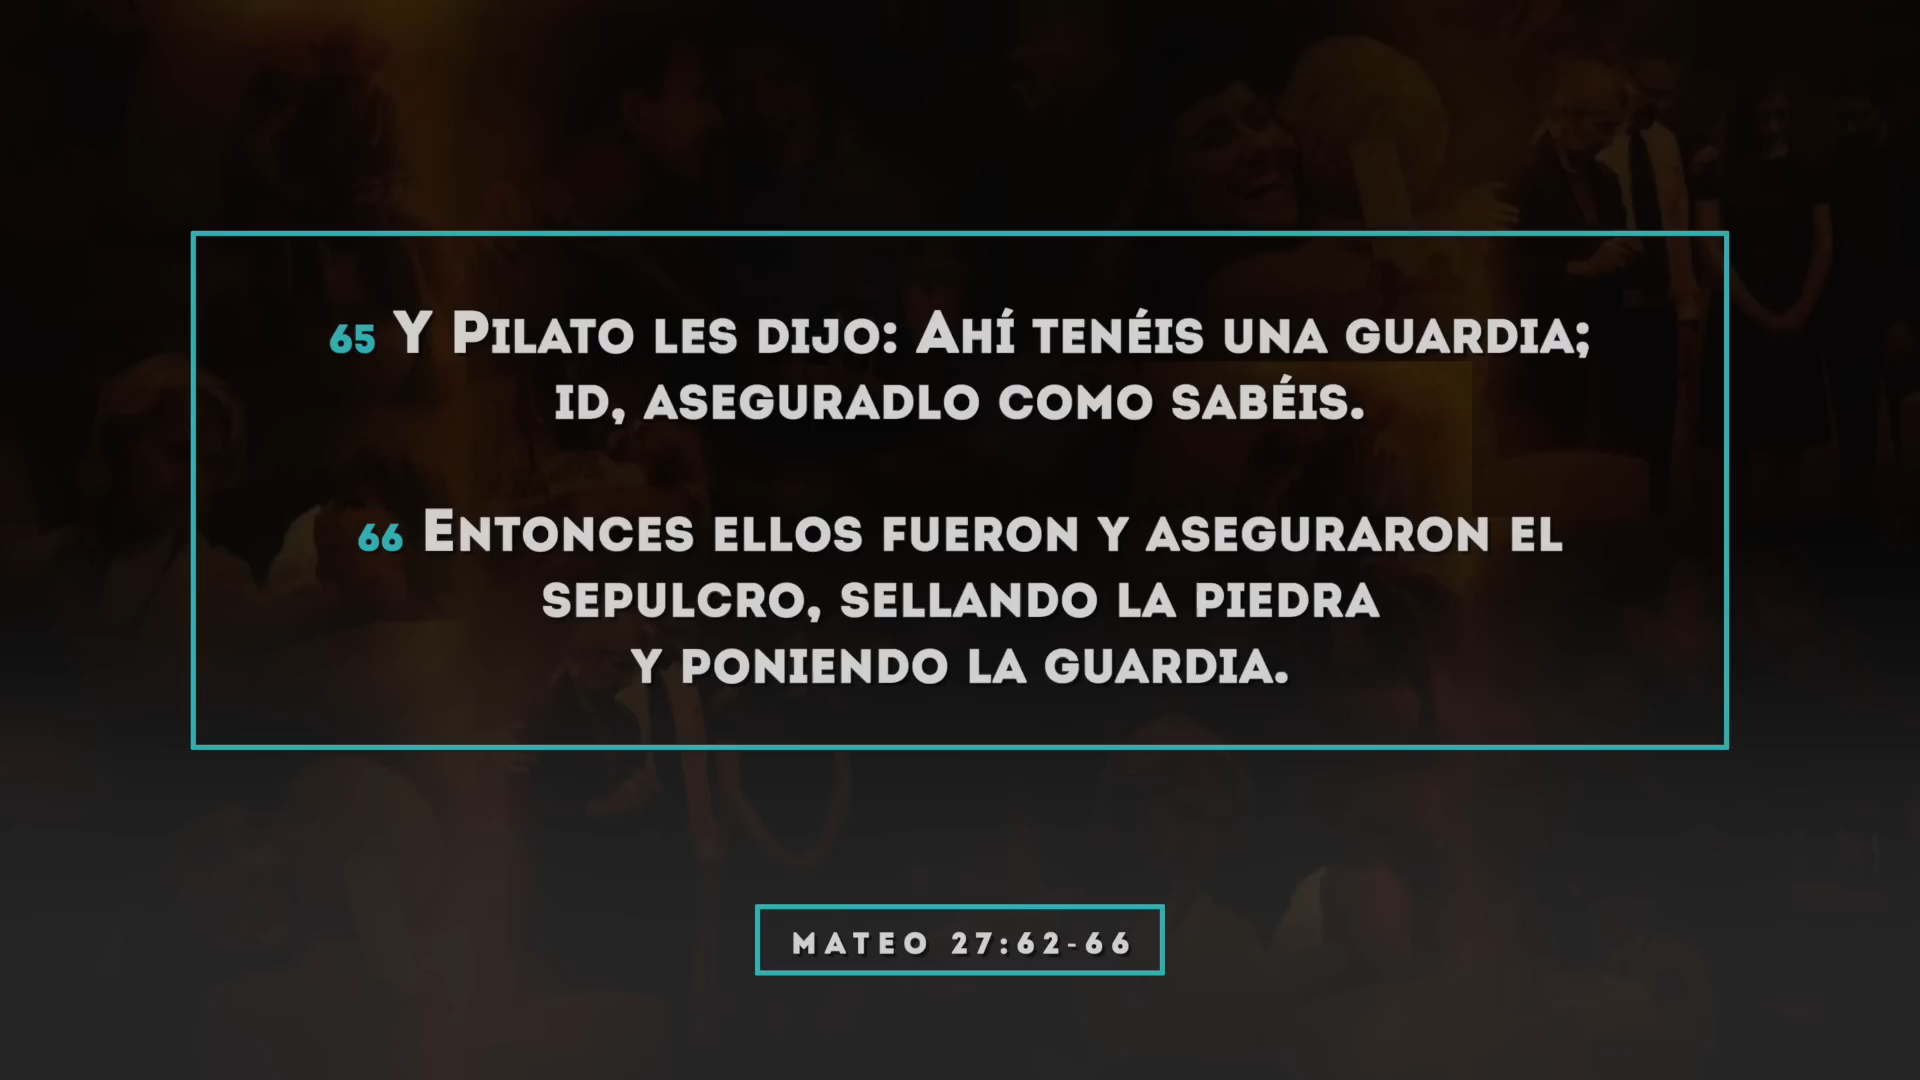 65 Y Pilato les dijo: Ahí tenéis una guardia;
id, aseguradlo como sabéis.
66 Entonces ellos fueron y aseguraron el
sepulcro, sellando la piedra
y poniendo la guardia.
MATEO 27:62-66